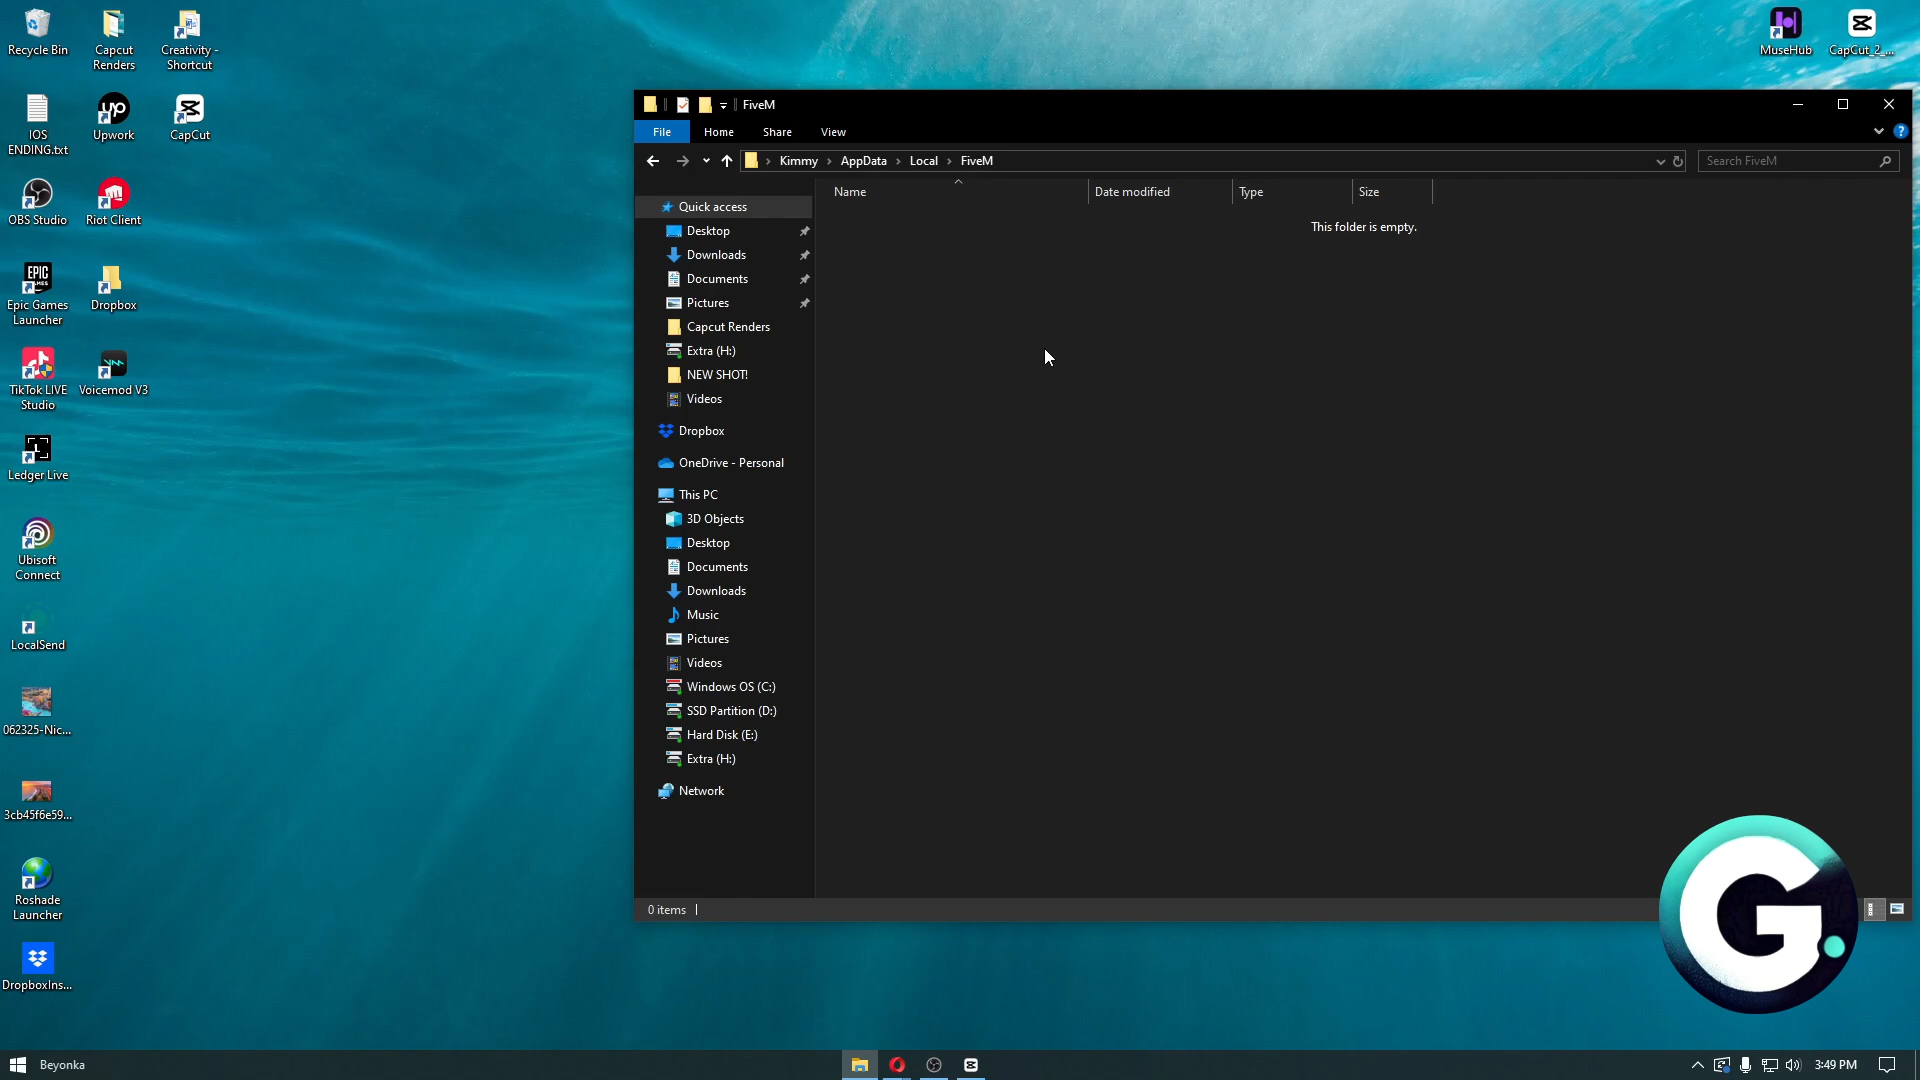 Recycle Bin
Capcut
Renders
Creativity -
Shortcut
MuseHub
CapCut_2_...
IOS
ENDING.txt
Upwork
CapCut
OBS Studio
Riot Client
Epic Games
Launcher
Dropbox
TikTok LIVE
Studio
Voicemod V3
Ledger Live
Ubisoft
Connect
LocalSend
062325-Nic...
3cb45f6e59...
Roshade
Launcher
DropboxIns...
FiveM
File Home Share View
Kimmy AppData Local FiveM
Search FiveM
Name Date modified Type Size
This folder is empty.
Quick access
Desktop
Downloads
Documents
Pictures
Capcut Renders
Extra (H:)
NEW SHOT!
Videos
Dropbox
OneDrive - Personal
This PC
3D Objects
Desktop
Documents
Downloads
Music
Pictures
Videos
Windows OS (C:)
SSD Partition (D:)
Hard Disk (E:)
Extra (H:)
Network
0 items
G
Beyonka
3:49 PM